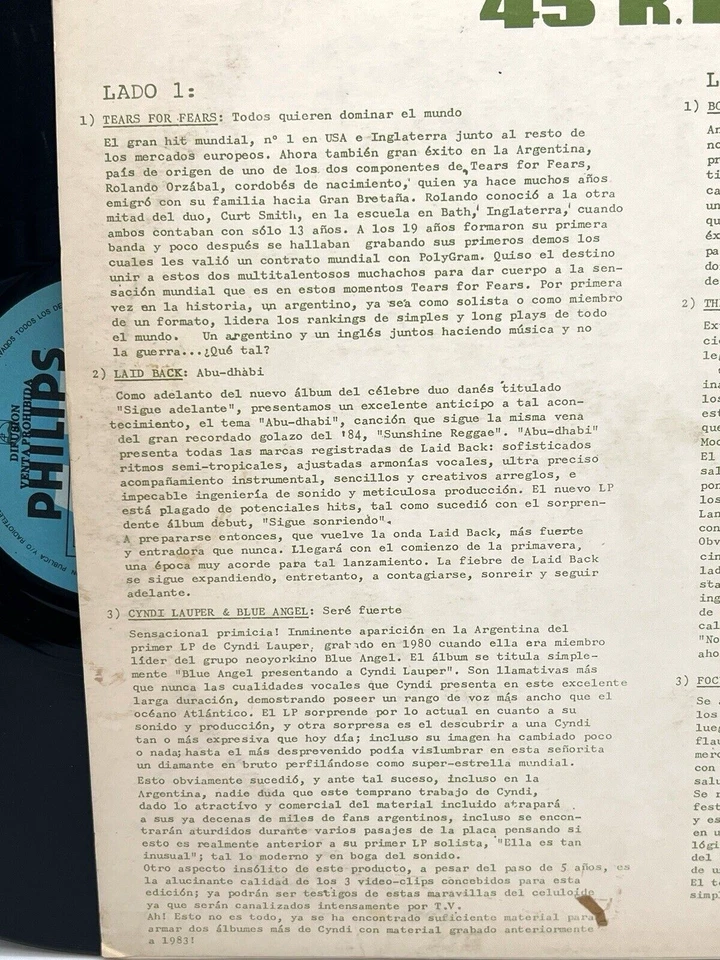 45 R.
LADO 1:
1) TEARS FOR FEARS: Todos quieren dominar el mundo
El gran hit mundial, nº 1 en USA e Inglaterra junto al resto de
los mercados europeos. Ahora también gran éxito en la Argentina,
país de origen de uno de los dos componentes de Tears for Fears,
Rolando Orzábal, cordobés de nacimiento, quien ya hace muchos años
emigró con su familia hacia Gran Bretaña. Rolando conoció a la otra
mitad del duo, Curt Smith, en la escuela en Bath, Inglaterra, cuando
ambos contaban con sólo 13 años. A los 19 años formaron su primera
banda y poco después se hallaban grabando sus primeros demos los
cuales les valió un contrato mundial con PolyGram. Quiso el destino
unir a estos dos multitalentosos muchachos para dar cuerpo a la sen-
sación mundial que es en estos momentos Tears for Fears. Por primera
vez en la historia, un argentino, ya sea como solista o como miembro
de un formato, lidera los rankings de simples y long plays de todo
el mundo. Un argentino y un inglés juntos haciendo música y no
la guerra...¿Qué tal?
2) LAID BACK: Abu-dhàbi
Como adelanto del nuevo álbum del célebre duo danés titulado
"Sigue adelante", presentamos un excelente anticipo a tal acon-
tecimiento, el tema "Abu-dhabi", canción que sigue la misma vena
del gran recordado golazo del '84, "Sunshine Reggae". "Abu-dhabi"
presenta todas las marcas registradas de Laid Back: sofisticados
ritmos semi-tropicales, ajustadas armonías vocales, ultra preciso
acompañamiento instrumental, sencillos y creativos arreglos, e
impecable ingeniería de sonido y meticulosa producción. El nuevo LP
está plagado de potenciales hits, tal como sucedió con el sorpren-
dente álbum debut, "Sigue sonriendo".
A prepararse entonces, que vuelve la onda Laid Back, más fuerte
y entradora que nunca. Llegará con el comienzo de la primavera,
una época muy acorde para tal lanzamiento. La fiebre de Laid Back
se sigue expandiendo, entretanto, a contagiarse, sonreir y seguir
adelante.
3) CYNDI LAUPER & BLUE ANGEL: Seré fuerte
Sensacional primicia! Inminente aparición en la Argentina del
primer LP de Cyndi Lauper, grabado en 1980 cuando ella era miembro
líder del grupo neoyorkino Blue Angel. El álbum se titula simple-
mente "Blue Angel presentando a Cyndi Lauper". Son llamativas más
que nunca las cualidades vocales que Cyndi presenta en este excelente
larga duración, demostrando poseer un rango de voz más ancho que el
océano Atlántico. El LP sorprende por lo actual en cuanto a su
sonido y producción, y otra sorpresa es el descubrir a una Cyndi
tan o más expresiva que hoy día; incluso su imagen ha cambiado poco
o nada; hasta el más desprevenido podía vislumbrar en esta señorita
un diamante en bruto perfilándose como super-estrella mundial.
Esto obviamente sucedió, y ante tal suceso, incluso en la
Argentina, nadie duda que este temprano trabajo de Cyndi,
dado lo atractivo y comercial del material incluido atrapará
a sus ya decenas de miles de fans argentinos, incluso se encon-
trarán aturdidos durante varios pasajes de la placa pensando si
esto es realmente anterior a su primer LP solista, "Ella es tan
inusual"; tal lo moderno y en boga del sonido.
Otro aspecto insólito de este producto, a pesar del paso de 5 años, es
la alucinante calidad de los 3 video-clips concebidos para esta
edición; ya podrán ser testigos de estas maravillas del celuloide
ya que serán canalizados intensamente por T.V.
Ah! Esto no es todo, ya se ha encontrado suficiente material para
armar dos álbumes más de Cyndi con material grabado anteriormente
a 1983!
L
1) BO
2) TH
3) FOC
PHILIPS
DIFUSION
VENTA PROHIBIDA